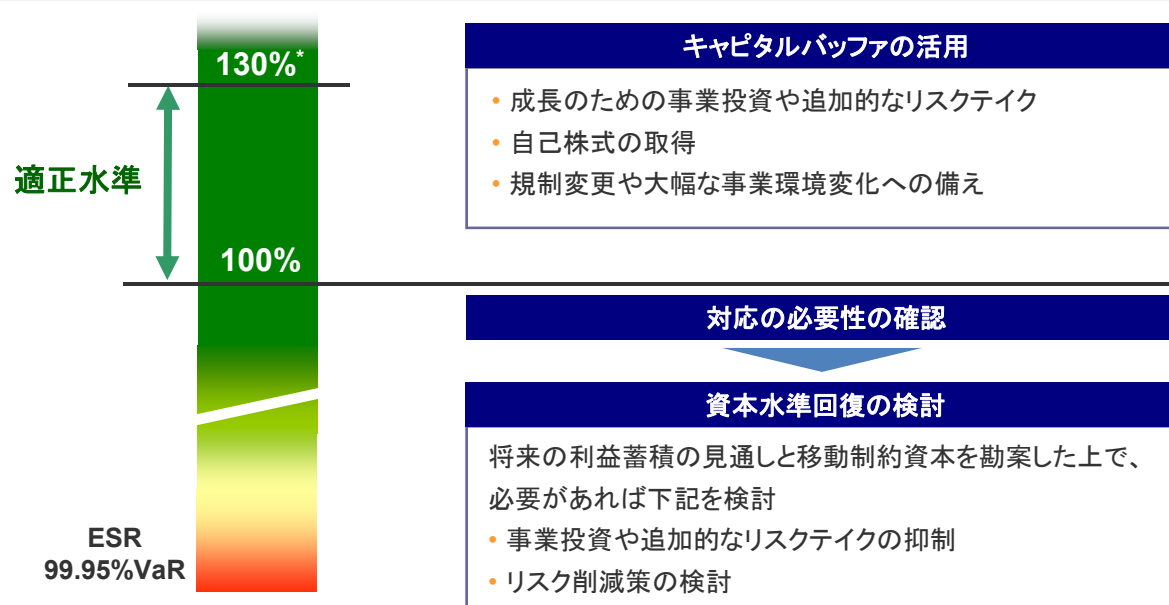 130%*
適正水準
100%
ESR
99.95%VaR
キャピタルバッファの活用
• 成長のための事業投資や追加的なリスクテイク
• 自己株式の取得
• 規制変更や大幅な事業環境変化への備え
対応の必要性の確認
資本水準回復の検討
将来の利益蓄積の見通しと移動制約資本を勘案した上で、
必要があれば下記を検討
• 事業投資や追加的なリスクテイクの抑制
• リスク削減策の検討